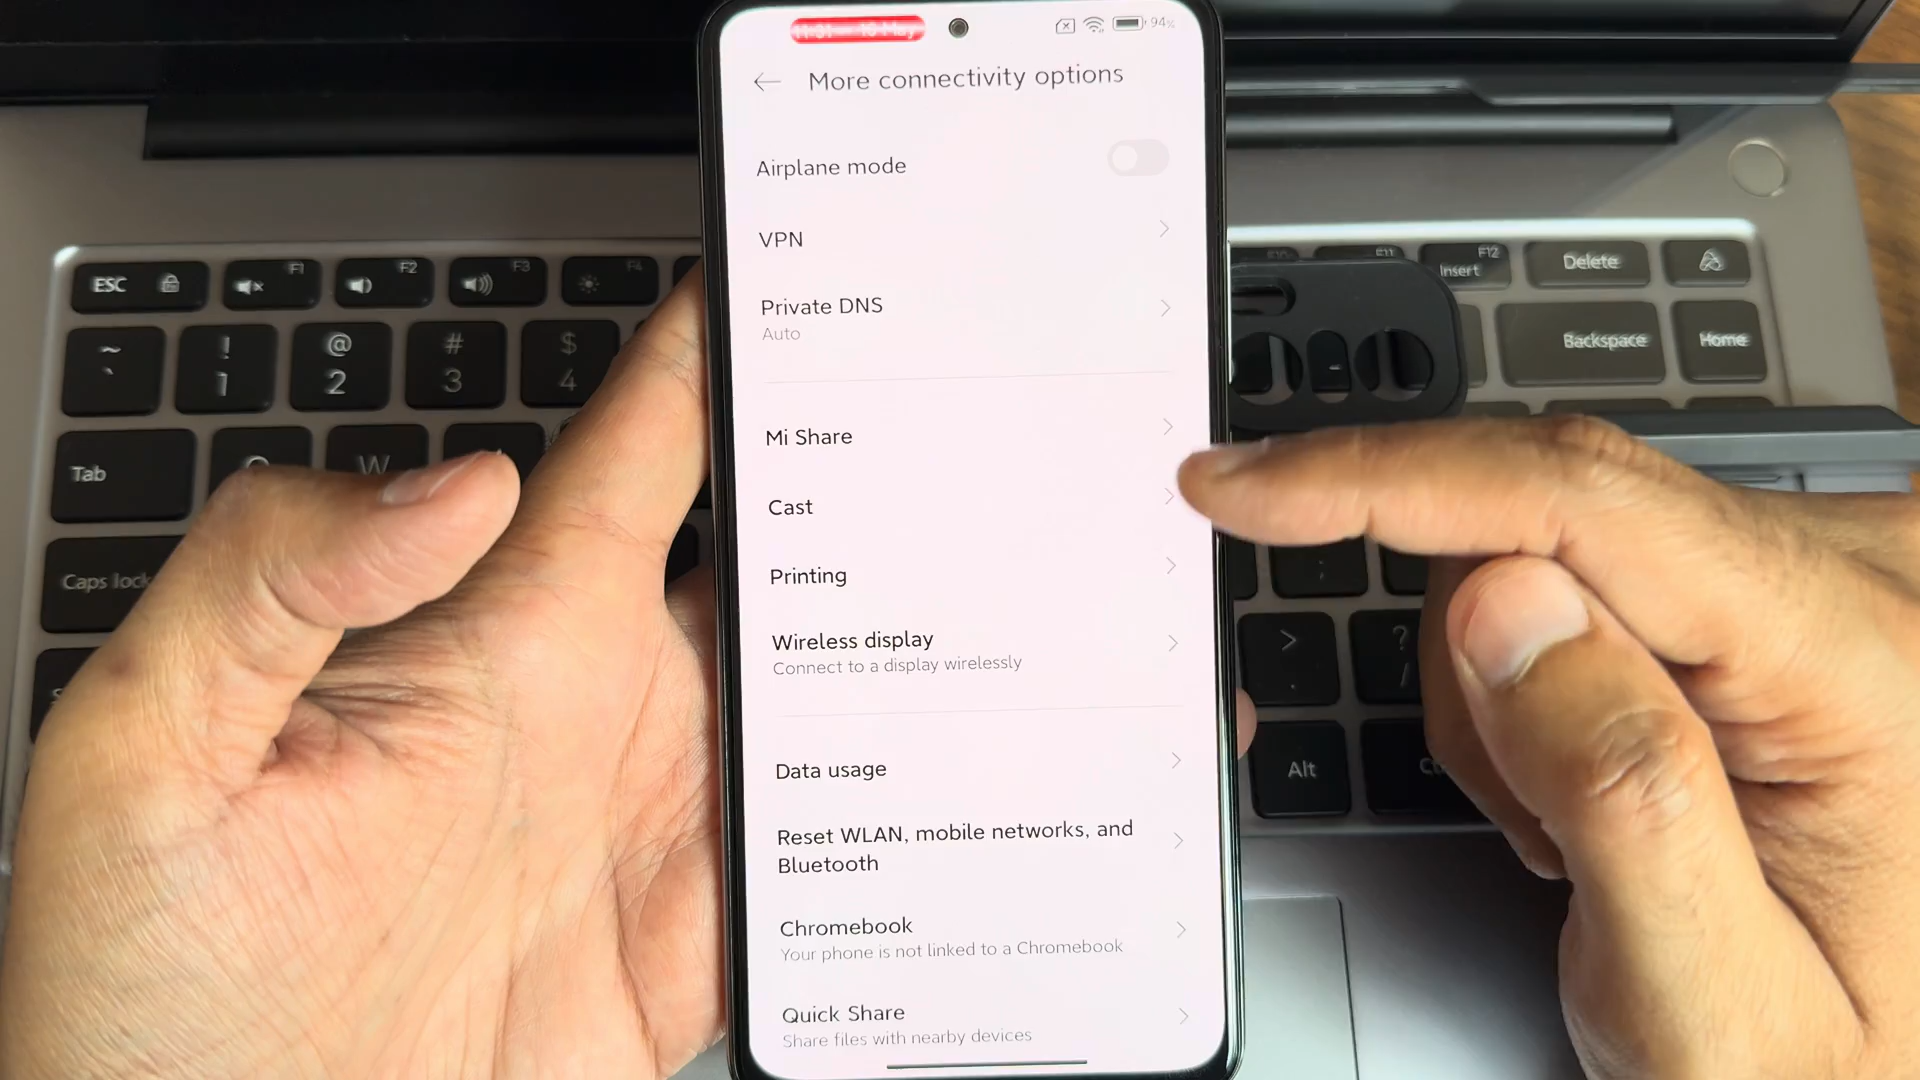 94%
More connectivity options
Airplane mode
VPN
Private DNS
Auto
Mi Share
Cast
Printing
Wireless display
Connect to a display wirelessly
Data usage
Reset WLAN, mobile networks, and
Bluetooth
Chromebook
Your phone is not linked to a Chromebook
Quick Share
Share files with nearby devices
ESC
F1
F2
F3
F4
F11
F12
Insert
Delete
~
`
!
1
@
2
#
3
$
4
Backspace
Home
Tab
W
Caps lock
:
;
>
.
?
/
Alt